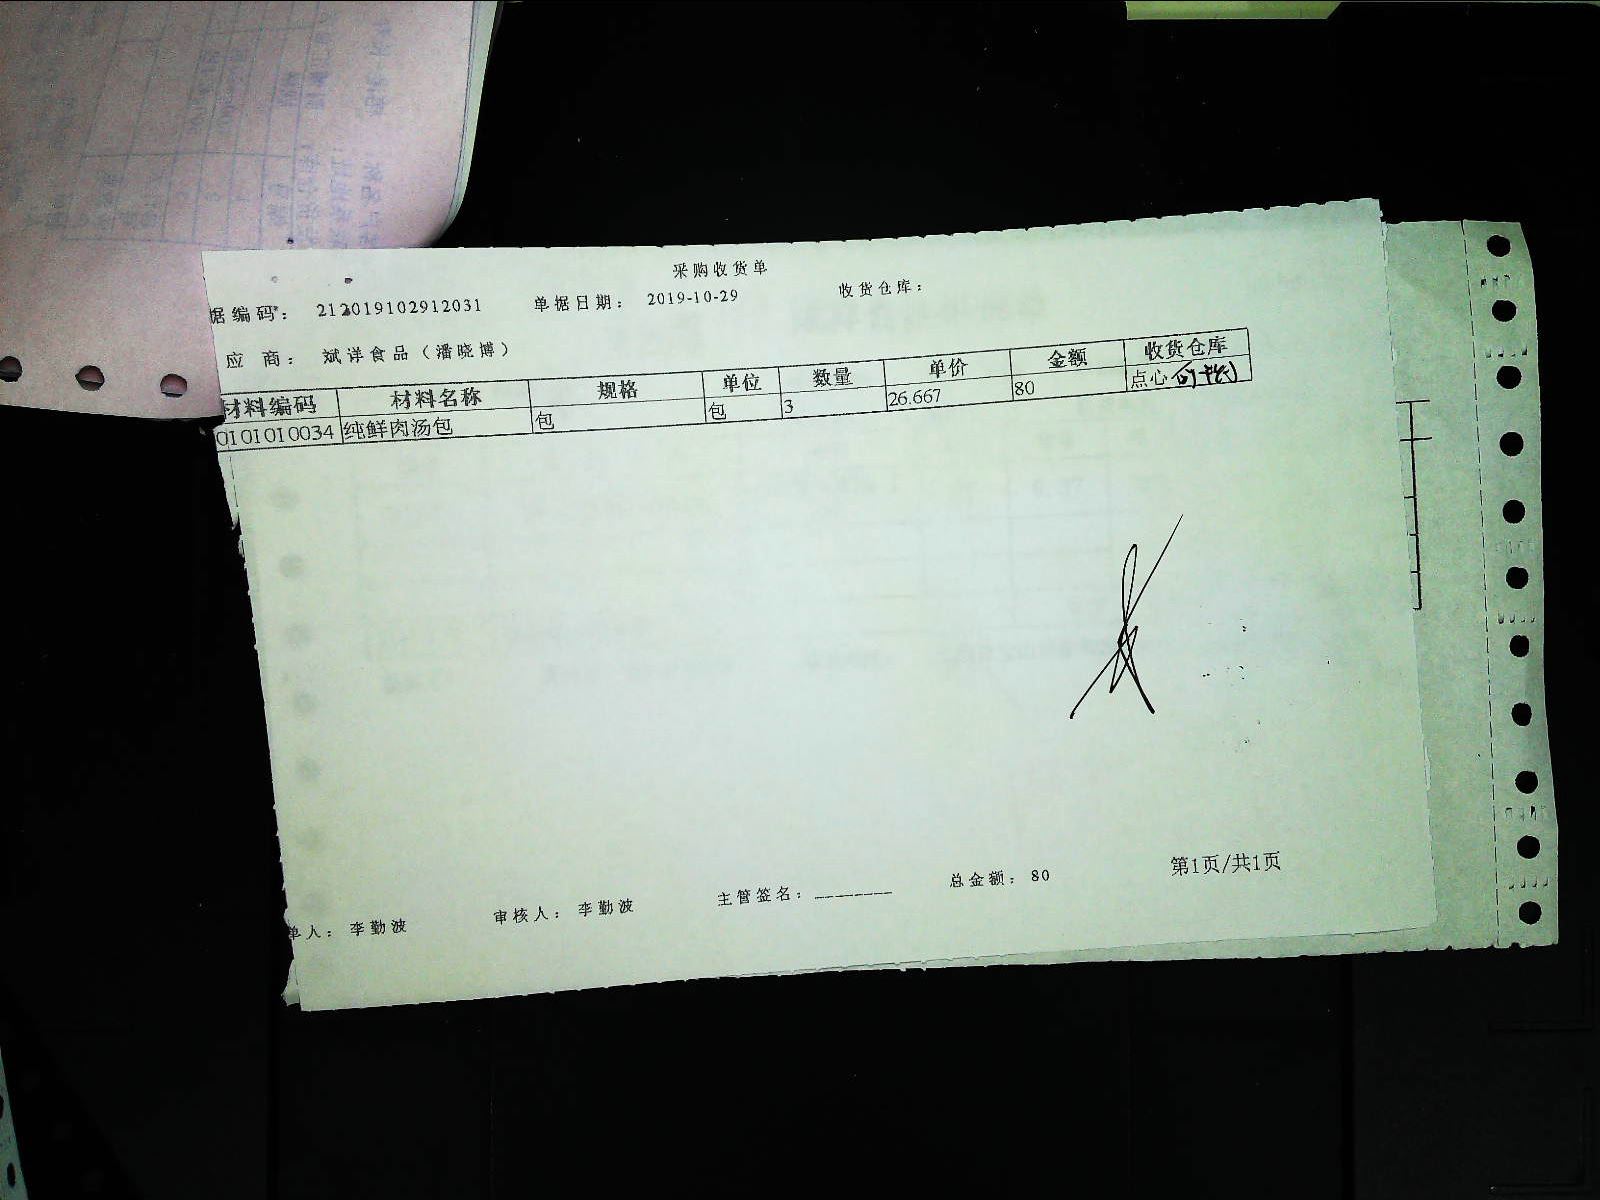 采购收货单
据编码: 212019102912031 单据日期: 2019-10-29 收货仓库:
应 商: 斌洋食品(潘晓博)
材料编码 材料名称 规格 单位 数量 单价 金额 收货仓库
0101010034 纯鲜肉汤包 包 包 3 26.667 80 点心
单人: 李勤波 审核人: 李勤波 主管签名: ________ 总金额: 80 第1页/共1页